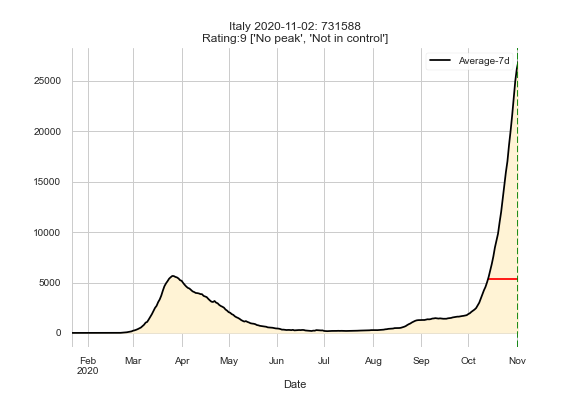 Italy 2020-11-02: 731588
Rating:9 ['No peak', 'Not in control']
Average-7d
25000
20000
15000
10000
5000
0
Feb Mar Apr May Jun Jul Aug Sep Oct Nov
2020
Date